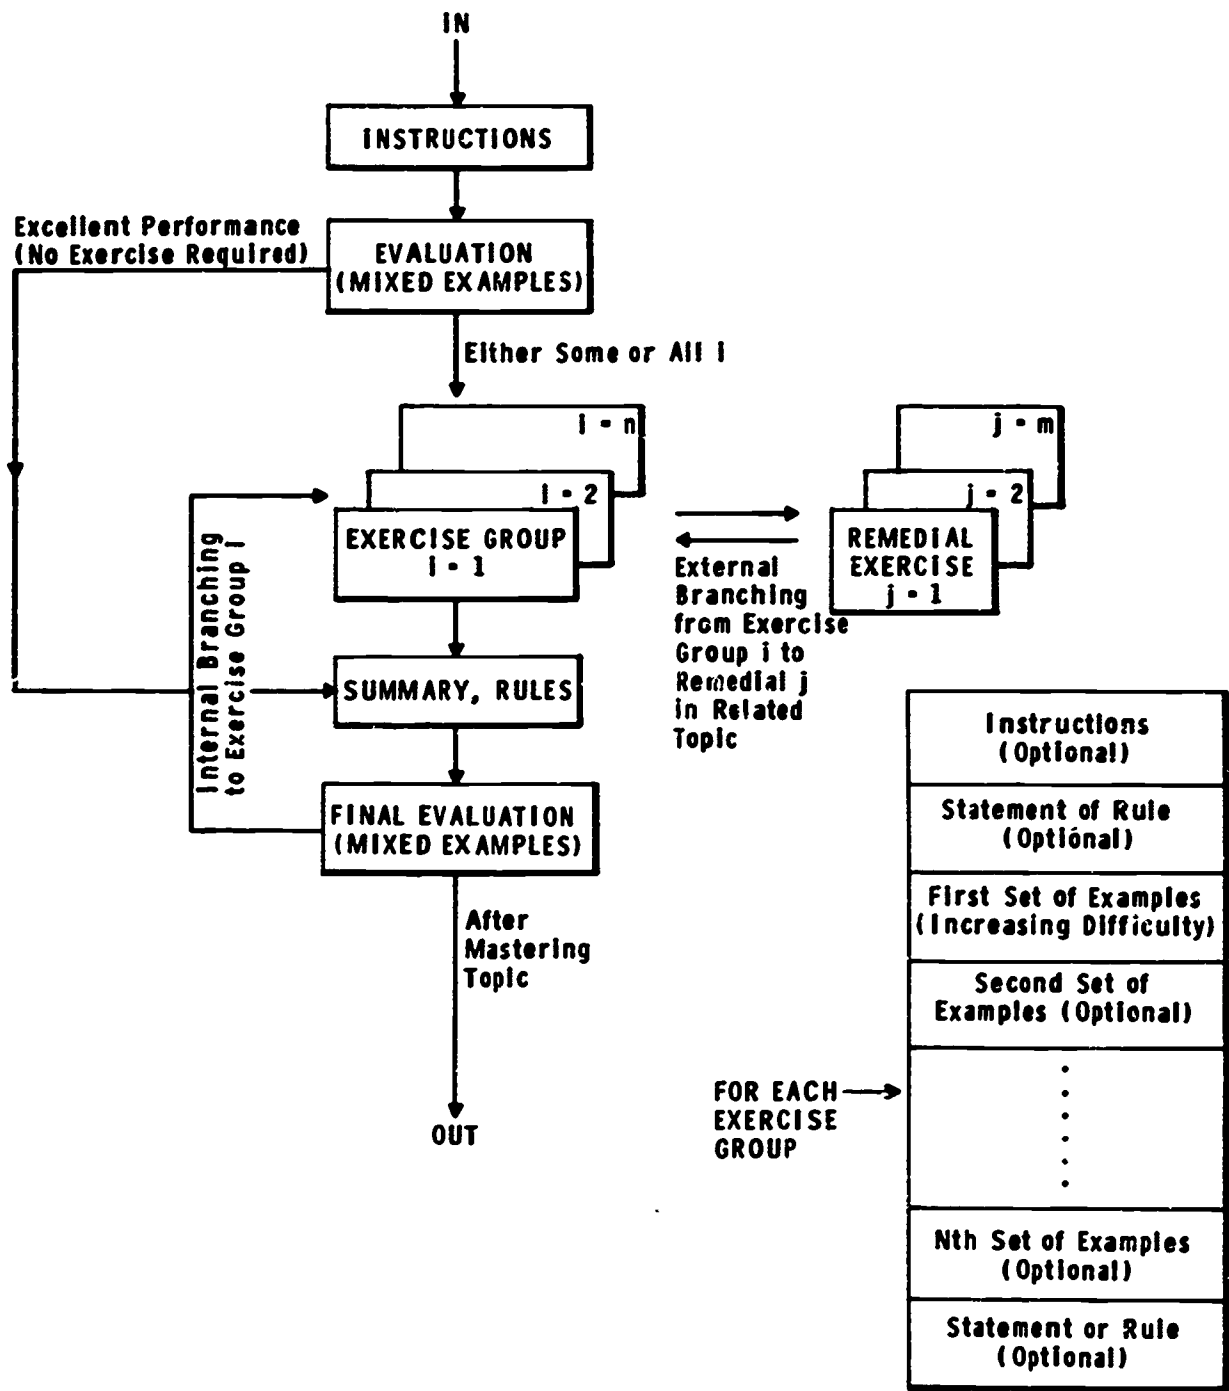 IN
INSTRUCTIONS
Excellent Performance
(No Exercise Required)
EVALUATION
(MIXED EXAMPLES)
Either Some or All i
i = n
i = 2
EXERCISE GROUP
i = 1
j = m
j = 2
REMEDIAL
EXERCISE
j = 1
External
Branching
from Exercise
Group i to
Remedial j
in Related
Topic
Internal Branching
to Exercise Group i
SUMMARY, RULES
FINAL EVALUATION
(MIXED EXAMPLES)
After
Mastering
Topic
OUT
FOR EACH
EXERCISE
GROUP
Instructions
(Optional)
Statement of Rule
(Optional)
First Set of Examples
(Increasing Difficulty)
Second Set of
Examples (Optional)
Nth Set of Examples
(Optional)
Statement or Rule
(Optional)